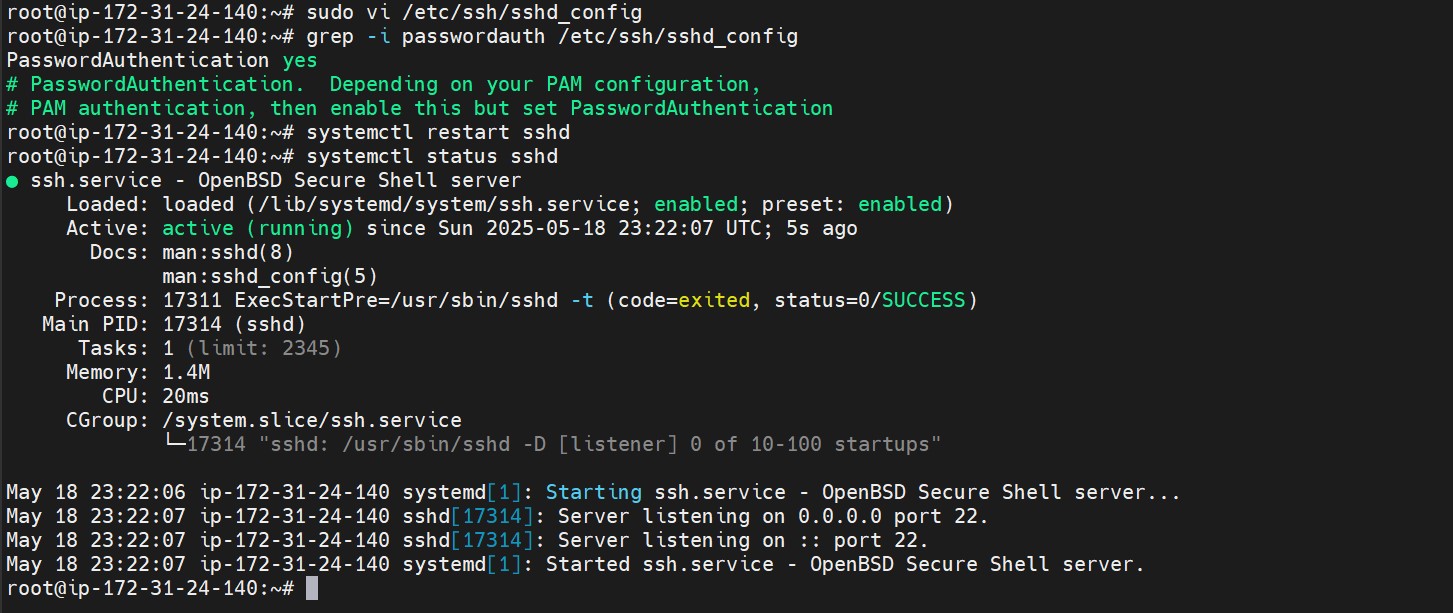 root@ip-172-31-24-140:~# sudo vi /etc/ssh/sshd_config
root@ip-172-31-24-140:~# grep -i passwordauth /etc/ssh/sshd_config
PasswordAuthentication yes
# PasswordAuthentication.  Depending on your PAM configuration,
# PAM authentication, then enable this but set PasswordAuthentication
root@ip-172-31-24-140:~# systemctl restart sshd
root@ip-172-31-24-140:~# systemctl status sshd
● ssh.service - OpenBSD Secure Shell server
     Loaded: loaded (/lib/systemd/system/ssh.service; enabled; preset: enabled)
     Active: active (running) since Sun 2025-05-18 23:22:07 UTC; 5s ago
       Docs: man:sshd(8)
             man:sshd_config(5)
    Process: 17311 ExecStartPre=/usr/sbin/sshd -t (code=exited, status=0/SUCCESS)
   Main PID: 17314 (sshd)
      Tasks: 1 (limit: 2345)
     Memory: 1.4M
        CPU: 20ms
     CGroup: /system.slice/ssh.service
             └─17314 "sshd: /usr/sbin/sshd -D [listener] 0 of 10-100 startups"

May 18 23:22:06 ip-172-31-24-140 systemd[1]: Starting ssh.service - OpenBSD Secure Shell server...
May 18 23:22:07 ip-172-31-24-140 sshd[17314]: Server listening on 0.0.0.0 port 22.
May 18 23:22:07 ip-172-31-24-140 sshd[17314]: Server listening on :: port 22.
May 18 23:22:07 ip-172-31-24-140 systemd[1]: Started ssh.service - OpenBSD Secure Shell server.
root@ip-172-31-24-140:~#